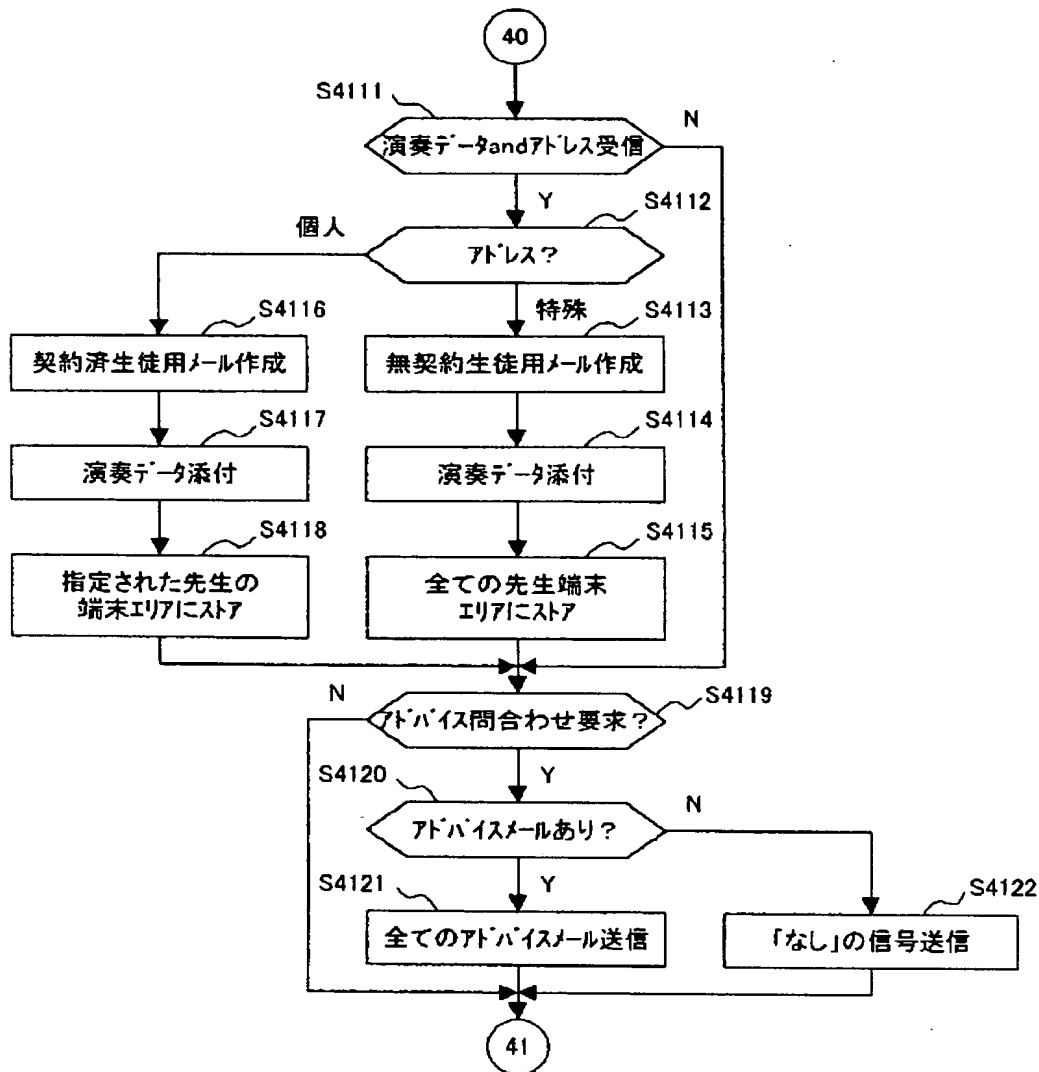 40
S4111
N
演奏データandアドレス受信
Y
S4112
個人
アドレス？
特殊
S4116
S4113
契約済生徒用メール作成
無契約生徒用メール作成
S4117
S4114
演奏データ添付
演奏データ添付
S4118
S4115
指定された先生の
端末エリアにストア
全ての先生端末
エリアにストア
N
S4119
アドバイス問合わせ要求？
S4120
Y
N
アドバイスメールあり？
S4121
Y
S4122
全てのアドバイスメール送信
「なし」の信号送信
41